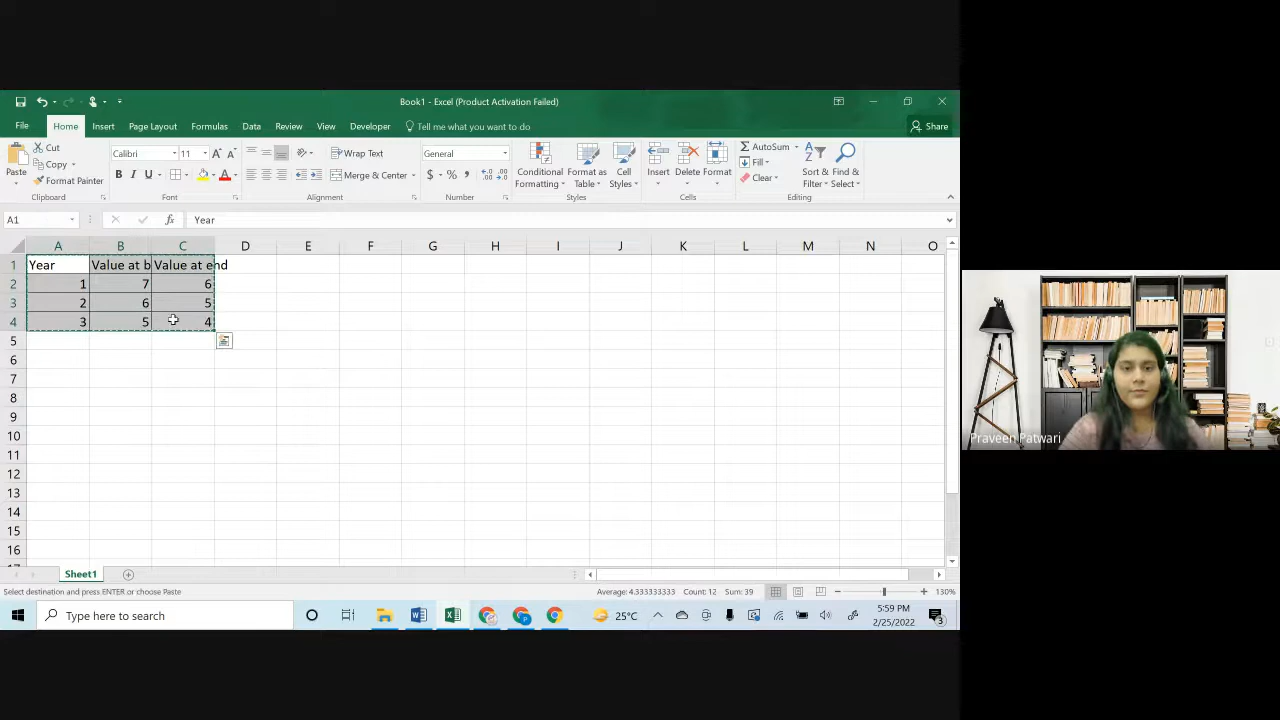 Book1 - Excel (Product Activation Failed)
File Home Insert Page Layout Formulas Data Review View Developer Tell me what you want to do Share
Paste Cut Copy Format Painter
Calibri 11 A A B I U A
Wrap Text Merge & Center
General $ % ,
Conditional Formatting Format as Table Cell Styles
Insert Delete Format
AutoSum Fill Clear Sort & Filter Find & Select
Clipboard Font Alignment Number Styles Cells Editing
A1 fx Year
A B C D E F G H I J K L M N O
1 Year Value at b Value at end
2 1 7 6
3 2 6 5
4 3 5 4
5
6
7
8
9
10
11
12
13
14
15
16
Sheet1
Select destination and press ENTER or choose Paste Average: 4.333333333 Count: 12 Sum: 39 130%
Type here to search 25°C 5:59 PM
2/25/2022 3
Praveen Patwari